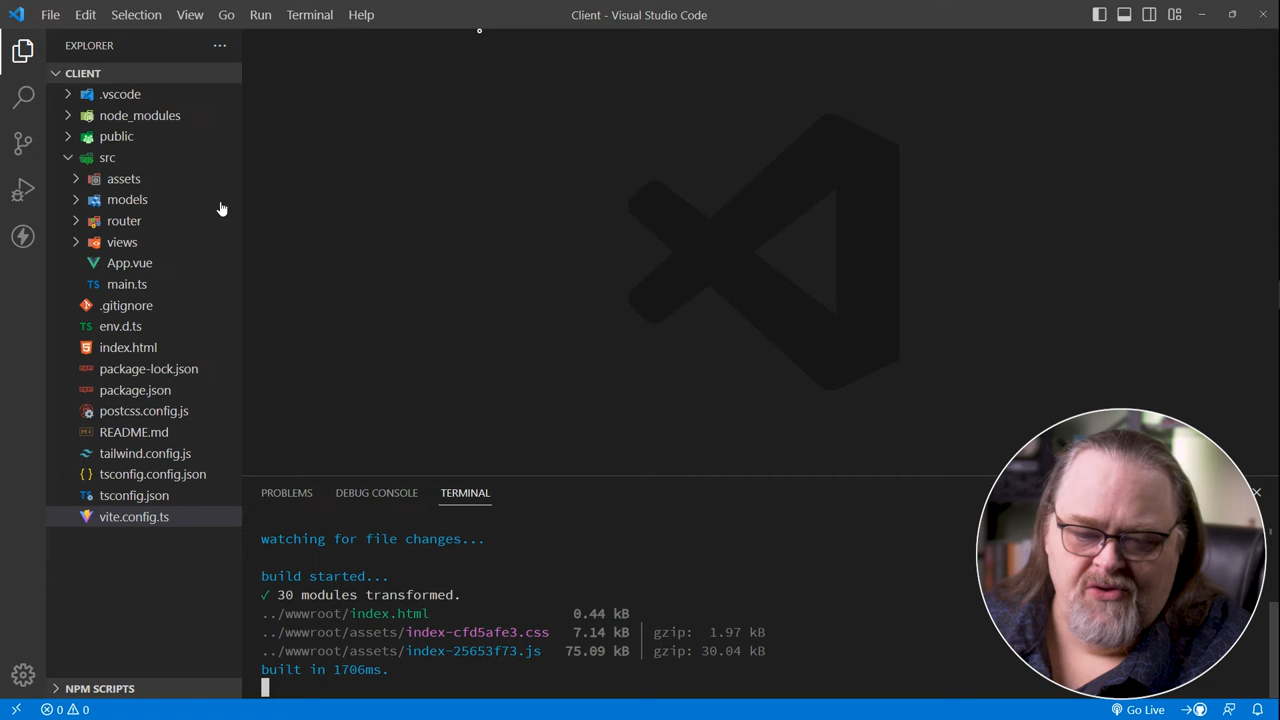 File Edit Selection View Go Run Terminal Help
Client - Visual Studio Code
EXPLORER
CLIENT
.vscode
node_modules
public
src
assets
models
router
views
App.vue
TS main.ts
.gitignore
TS env.d.ts
index.html
package-lock.json
package.json
postcss.config.js
README.md
tailwind.config.js
{ } tsconfig.config.json
TS tsconfig.json
vite.config.ts
NPM SCRIPTS
PROBLEMS DEBUG CONSOLE TERMINAL
watching for file changes...
build started...
✓ 30 modules transformed.
../wwwroot/index.html 0.44 kB
../wwwroot/assets/index-cfd5afe3.css 7.14 kB │ gzip: 1.97 kB
../wwwroot/assets/index-25653f73.js 75.09 kB │ gzip: 30.04 kB
built in 1706ms.
0 0 Go Live